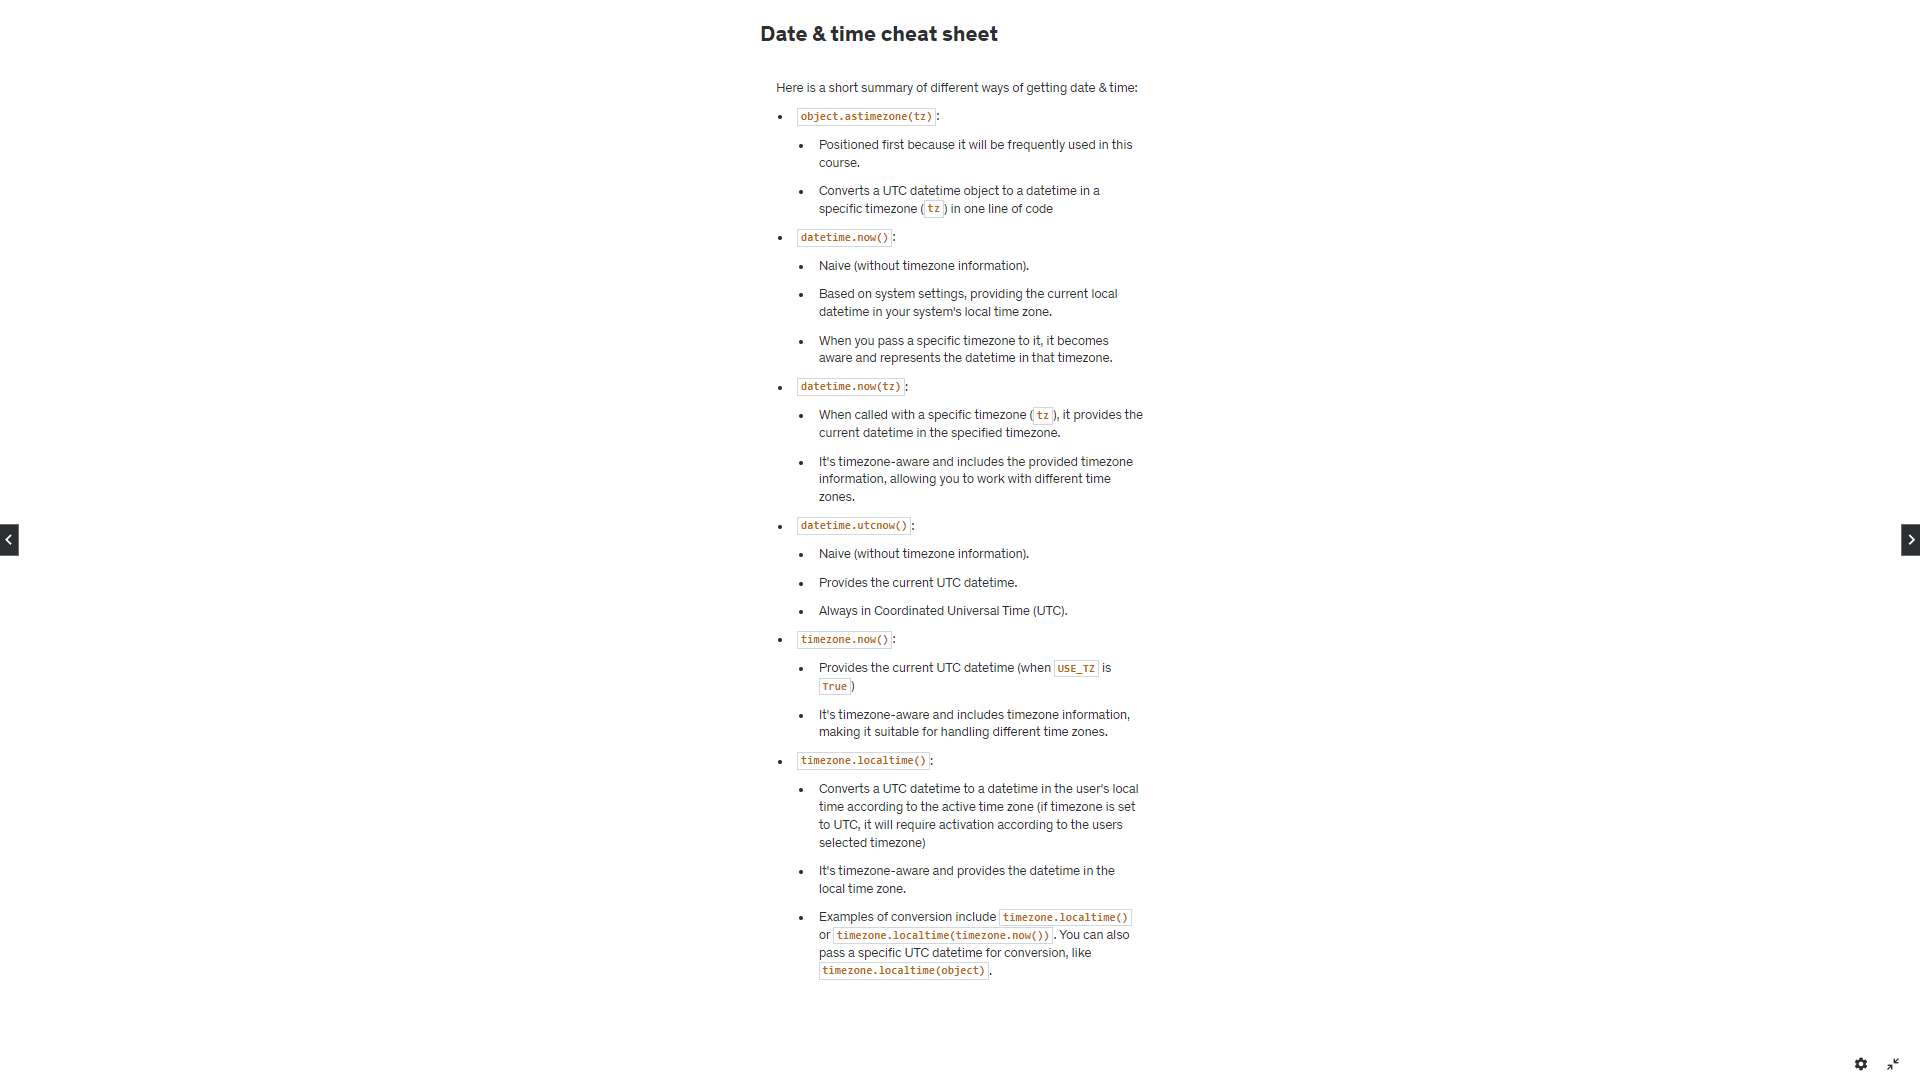 Date & time cheat sheet
Here is a short summary of different ways of getting date & time:
object.astimezone(tz):
Positioned first because it will be frequently used in this
course.
Converts a UTC datetime object to a datetime in a
specific timezone (tz) in one line of code
datetime.now():
Naive (without timezone information).
Based on system settings, providing the current local
datetime in your system's local time zone.
When you pass a specific timezone to it, it becomes
aware and represents the datetime in that timezone.
datetime.now(tz):
When called with a specific timezone (tz), it provides the
current datetime in the specified timezone.
It's timezone-aware and includes the provided timezone
information, allowing you to work with different time
zones.
datetime.utcnow():
Naive (without timezone information).
Provides the current UTC datetime.
Always in Coordinated Universal Time (UTC).
timezone.now():
Provides the current UTC datetime (when USE_TZ is
True)
It's timezone-aware and includes timezone information,
making it suitable for handling different time zones.
timezone.localtime():
Converts a UTC datetime to a datetime in the user's local
time according to the active time zone (if timezone is set
to UTC, it will require activation according to the users
selected timezone)
It's timezone-aware and provides the datetime in the
local time zone.
Examples of conversion include timezone.localtime()
or timezone.localtime(timezone.now()). You can also
pass a specific UTC datetime for conversion, like
timezone.localtime(object).